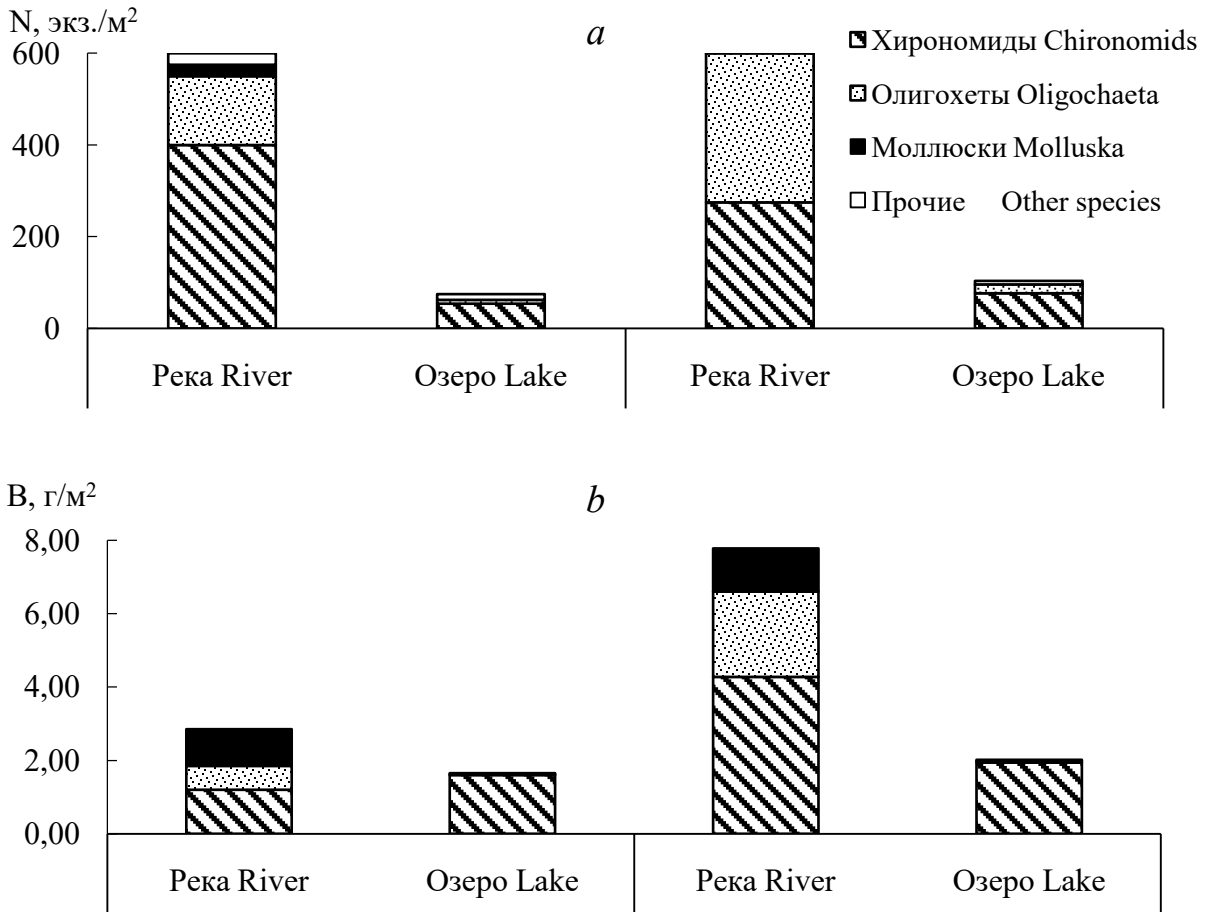 N, экз./м²
a
600
400
200
0
Хирономиды Chironomids
Олигохеты Oligochaeta
Моллюски Molluska
Прочие Other species
Река River Озеро Lake Река River Озеро Lake
B, г/м²
b
8,00
6,00
4,00
2,00
0,00
Река River Озеро Lake Река River Озеро Lake